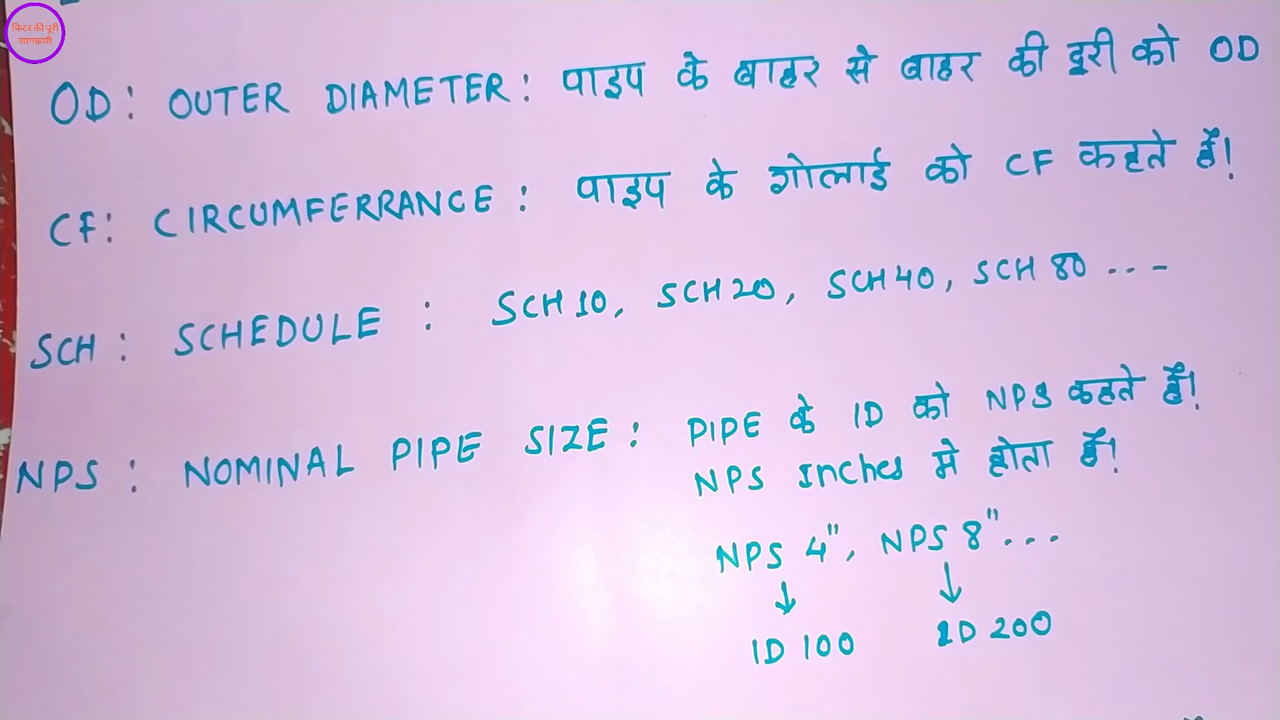 फिटर की पूरी
जानकारी
OD: OUTER DIAMETER: पाइप के बाहर से बाहर की दूरी को OD
CF: CIRCUMFERRANCE: पाइप के गोलाई को CF कहते हैं!
SCH: SCHEDULE: SCH 10, SCH 20, SCH 40, SCH 80 ...
NPS: NOMINAL PIPE SIZE: PIPE के ID को NPS कहते हैं!
NPS Inches मे होता हैं!
NPS 4", NPS 8"...
↓ ↓
ID 100 ID 200